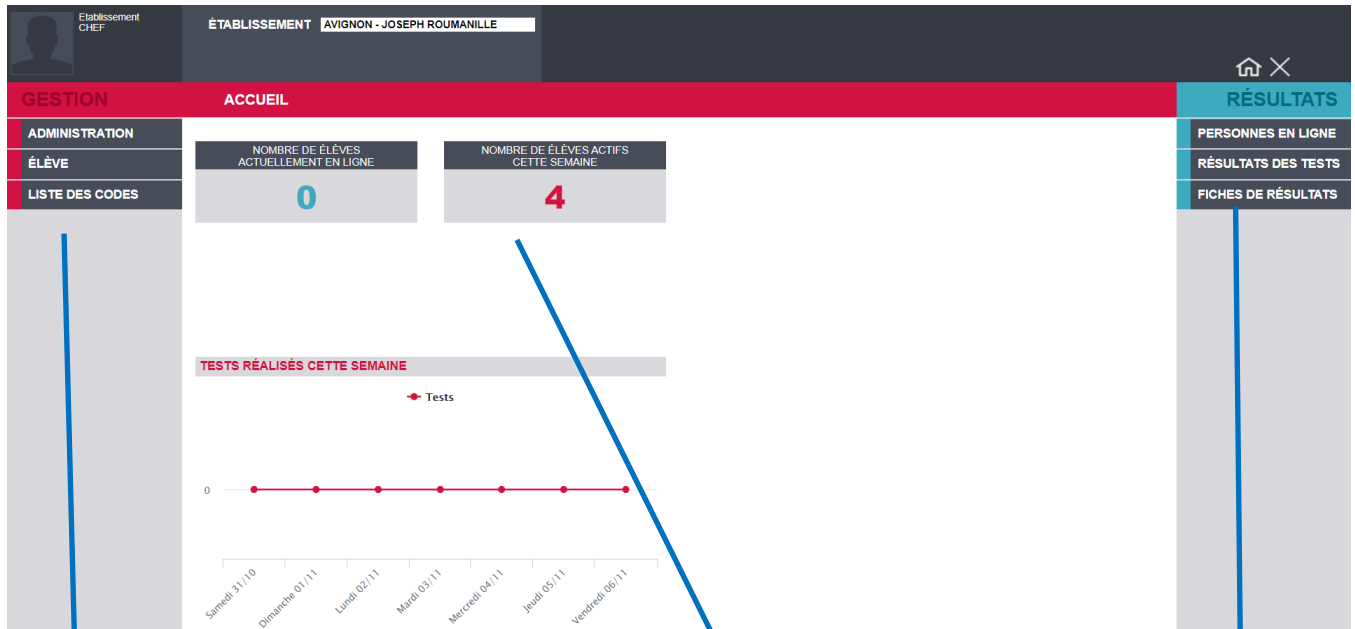 Etablissement
CHEF
ÉTABLISSEMENT AVIGNON - JOSEPH ROUMANILLE
GESTION
ACCUEIL
RÉSULTATS
ADMINISTRATION
ÉLÈVE
LISTE DES CODES
NOMBRE DE ÉLÈVES
ACTUELLEMENT EN LIGNE
0
NOMBRE DE ÉLÈVES ACTIFS
CETTE SEMAINE
4
PERSONNES EN LIGNE
RÉSULTATS DES TESTS
FICHES DE RÉSULTATS
TESTS RÉALISÉS CETTE SEMAINE
Tests
0
Samedi 31/10
Dimanche 01/11
Lundi 02/11
Mardi 03/11
Mercredi 04/11
Jeudi 05/11
Vendredi 06/11